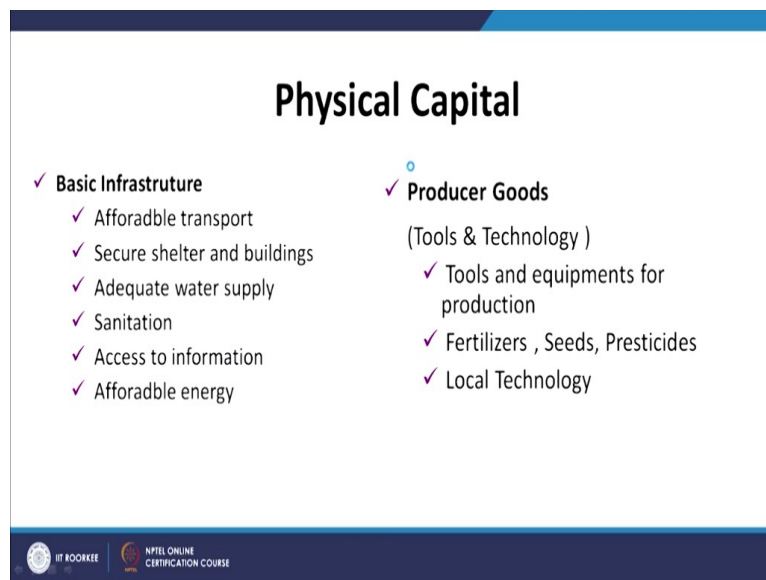 Physical Capital
Basic Infrastruture
Afforadble transport
Secure shelter and buildings
Adequate water supply
Sanitation
Access to information
Afforadble energy
Producer Goods
(Tools & Technology )
Tools and equipments for
production
Fertilizers , Seeds, Presticides
Local Technology
IIT ROORKEE
NPTEL ONLINE
CERTIFICATION COURSE